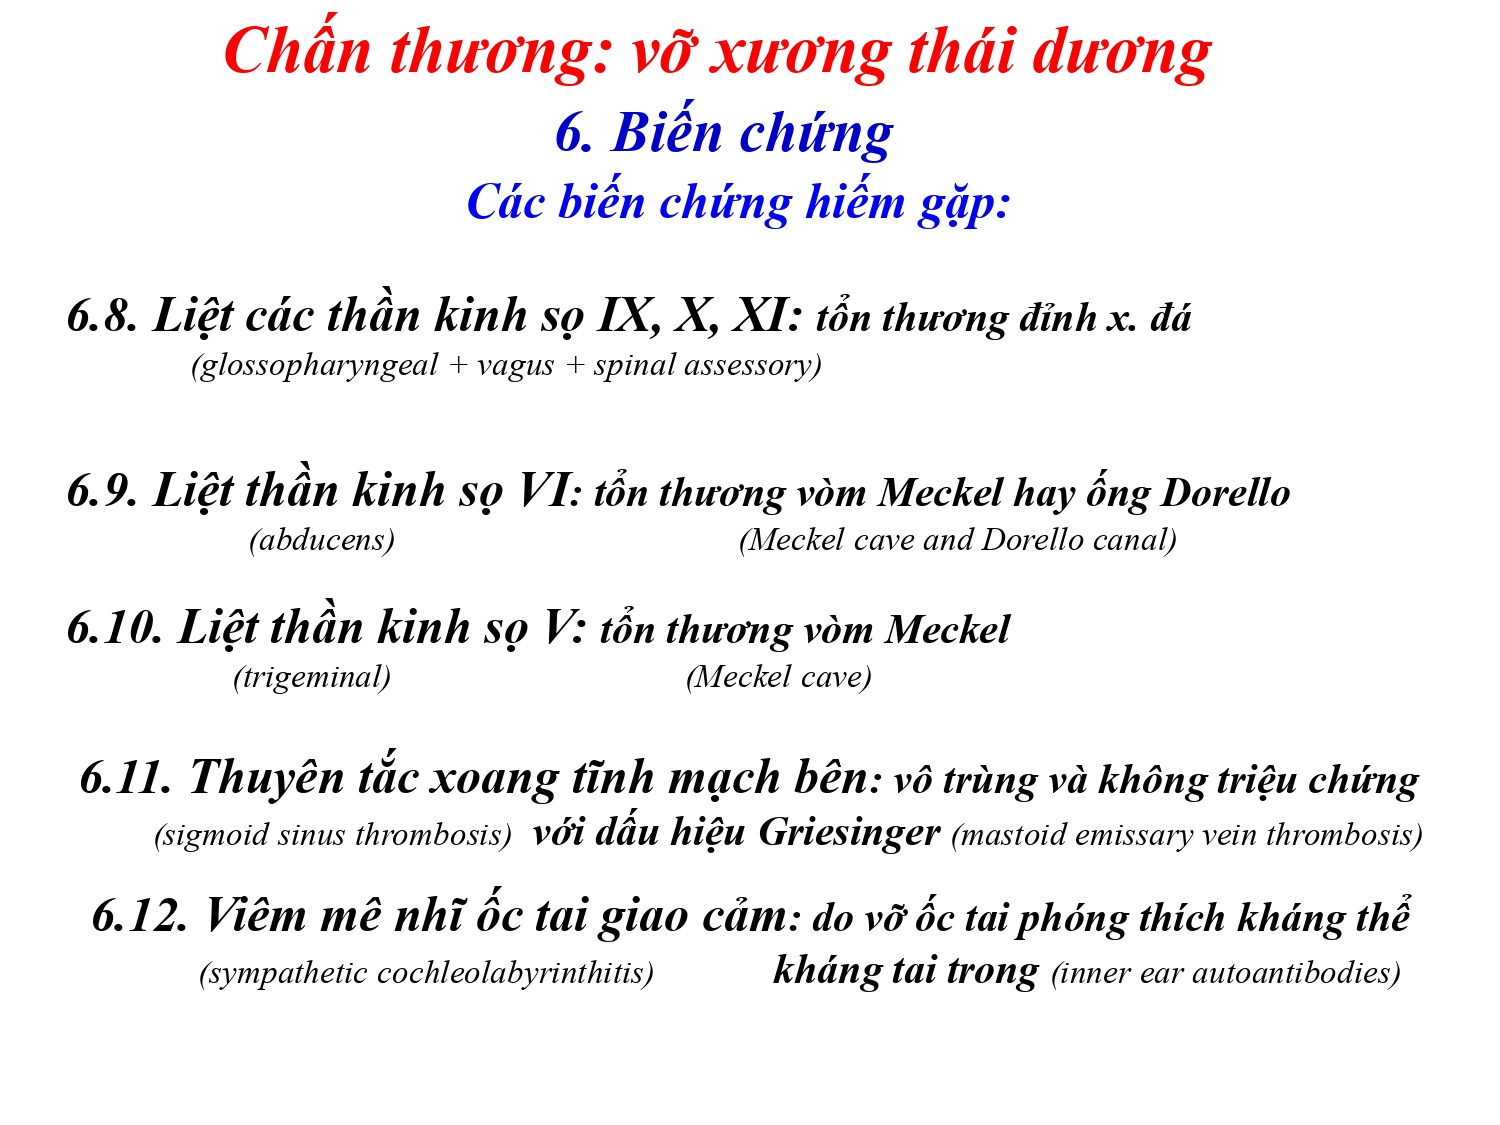 Chấn thương: vỡ xương thái dương
6. Biến chứng
Các biến chứng hiếm gặp:
6.8. Liệt các thần kinh sọ IX, X, XI: tổn thương đỉnh x. đá
(glossopharyngeal + vagus + spinal assessory)
6.9. Liệt thần kinh sọ VI: tổn thương vòm Meckel hay ống Dorello
(abducens) (Meckel cave and Dorello canal)
6.10. Liệt thần kinh sọ V: tổn thương vòm Meckel
(trigeminal) (Meckel cave)
6.11. Thuyên tắc xoang tĩnh mạch bên: vô trùng và không triệu chứng
(sigmoid sinus thrombosis) với dấu hiệu Griesinger (mastoid emissary vein thrombosis)
6.12. Viêm mê nhĩ ốc tai giao cảm: do vỡ ốc tai phóng thích kháng thể
(sympathetic cochleolabyrinthitis) kháng tai trong (inner ear autoantibodies)